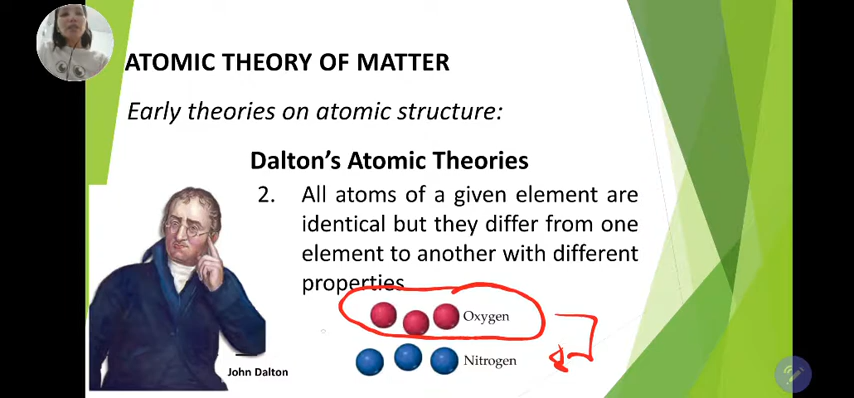 ATOMIC THEORY OF MATTER
Early theories on atomic structure:
Dalton's Atomic Theories
2. All atoms of a given element are
identical but they differ from one
element to another with different
properties
Oxygen
Nitrogen
John Dalton